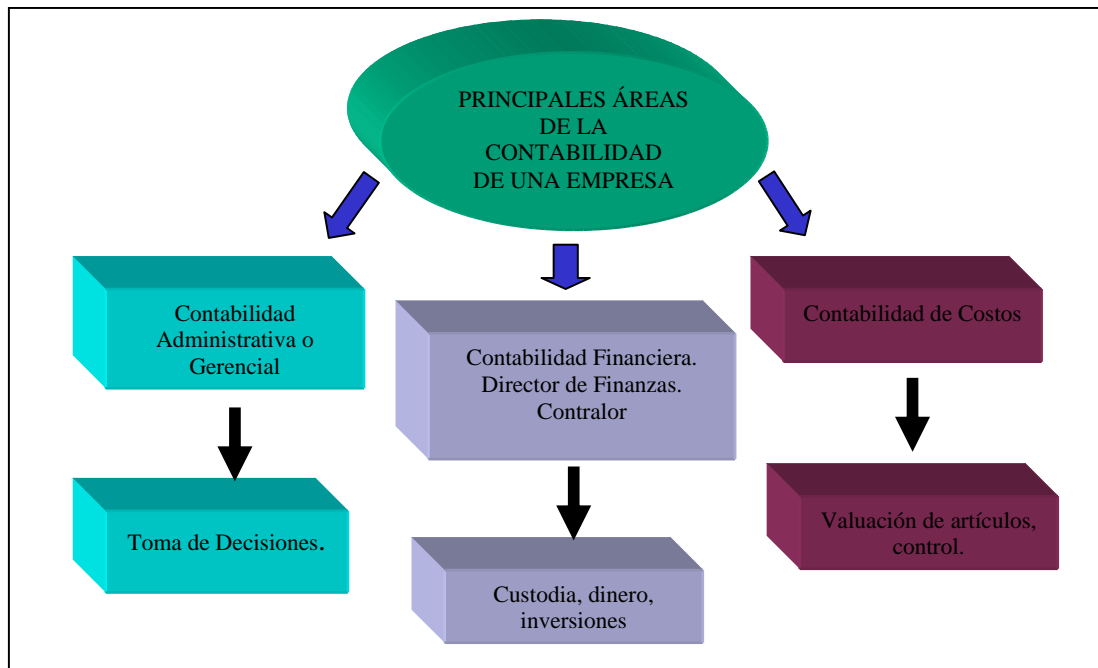 PRINCIPALES ÁREAS
DE LA
CONTABILIDAD
DE UNA EMPRESA
Contabilidad
Administrativa o
Gerencial
Contabilidad Financiera.
Director de Finanzas.
Contralor
Contabilidad de Costos
Toma de Decisiones.
Custodia, dinero,
inversiones
Valuación de artículos,
control.